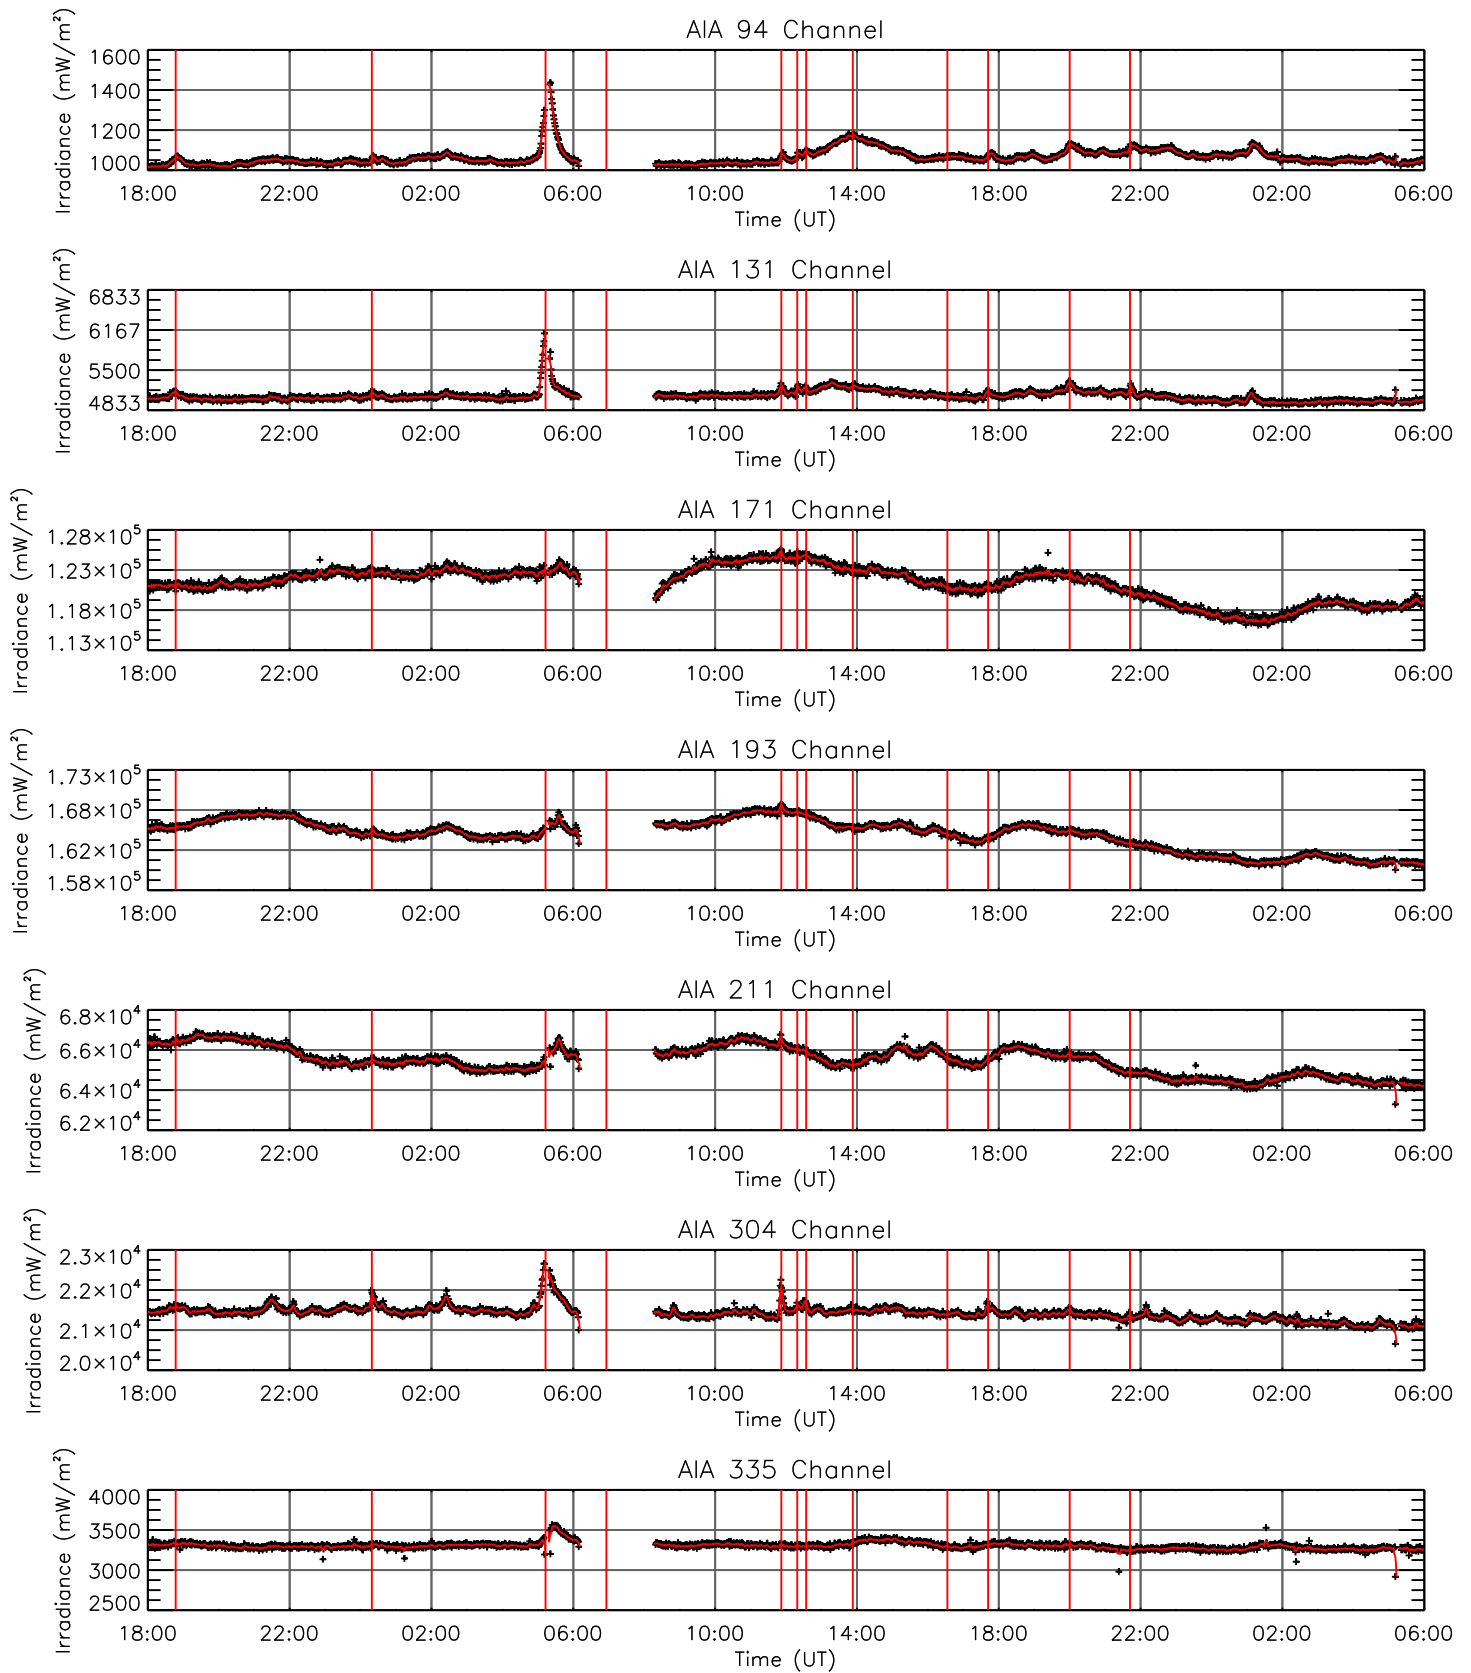 AIA 94 Channel
Irradiance (mW/m²)
1600
1400
1200
1000
18:00 22:00 02:00 06:00 10:00 14:00 18:00 22:00 02:00 06:00
Time (UT)
AIA 131 Channel
Irradiance (mW/m²)
6833
6167
5500
4833
18:00 22:00 02:00 06:00 10:00 14:00 18:00 22:00 02:00 06:00
Time (UT)
AIA 171 Channel
Irradiance (mW/m²)
1.28×10⁵
1.23×10⁵
1.18×10⁵
1.13×10⁵
18:00 22:00 02:00 06:00 10:00 14:00 18:00 22:00 02:00 06:00
Time (UT)
AIA 193 Channel
Irradiance (mW/m²)
1.73×10⁵
1.68×10⁵
1.62×10⁵
1.58×10⁵
18:00 22:00 02:00 06:00 10:00 14:00 18:00 22:00 02:00 06:00
Time (UT)
AIA 211 Channel
Irradiance (mW/m²)
6.8×10⁴
6.6×10⁴
6.4×10⁴
6.2×10⁴
18:00 22:00 02:00 06:00 10:00 14:00 18:00 22:00 02:00 06:00
Time (UT)
AIA 304 Channel
Irradiance (mW/m²)
2.3×10⁴
2.2×10⁴
2.1×10⁴
2.0×10⁴
18:00 22:00 02:00 06:00 10:00 14:00 18:00 22:00 02:00 06:00
Time (UT)
AIA 335 Channel
Irradiance (mW/m²)
4000
3500
3000
2500
18:00 22:00 02:00 06:00 10:00 14:00 18:00 22:00 02:00 06:00
Time (UT)